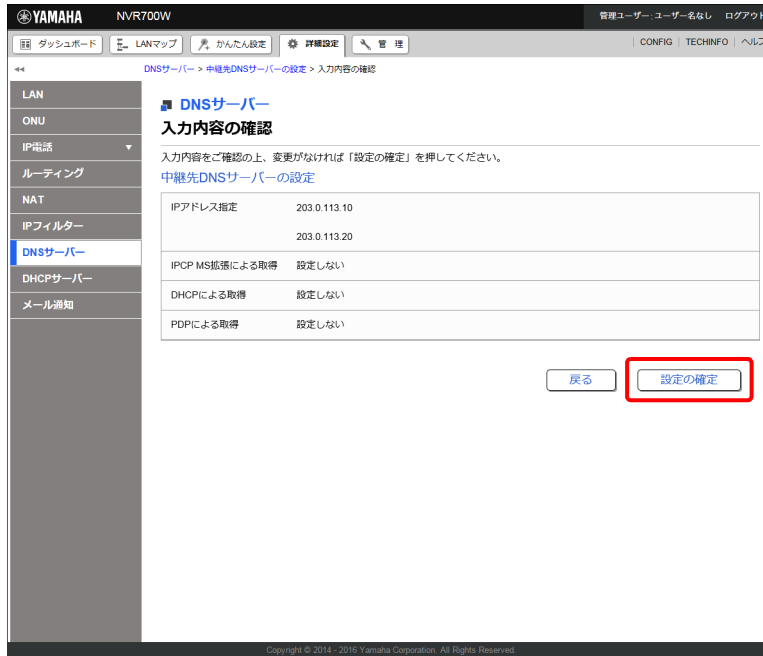 YAMAHA NVR700W 管理ユーザー:ユーザー名なし ログアウト
ダッシュボード LANマップ かんたん設定 詳細設定 管 理 CONFIG TECHINFO
DNSサーバー > 中継先DNSサーバーの設定 > 入力内容の確認
LAN
ONU
IP電話
ルーティング
NAT
IPフィルター
DNSサーバー
DHCPサーバー
メール通知
DNSサーバー
入力内容の確認
入力内容をご確認の上、変更がなければ「設定の確定」を押してください。
中継先DNSサーバーの設定
IPアドレス指定 203.0.113.10
203.0.113.20
IPCP MS拡張による取得 設定しない
DHCPによる取得 設定しない
PDPによる取得 設定しない
戻る 設定の確定
Copyright © 2014 - 2016 Yamaha Corporation. All Rights Reserved.